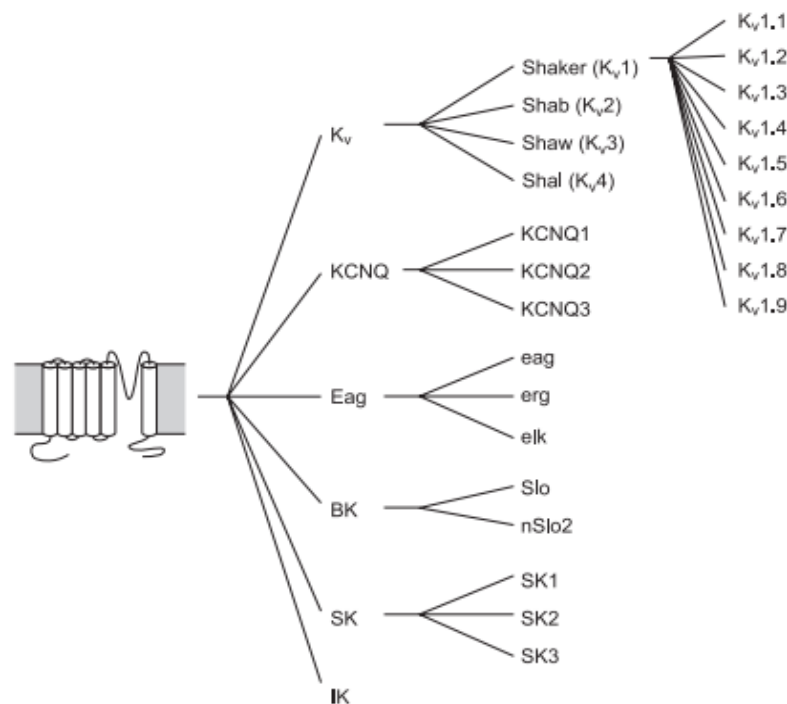 Kv
Shaker (Kv1)
Shab (Kv2)
Shaw (Kv3)
Shal (Kv4)
Kv1.1
Kv1.2
Kv1.3
Kv1.4
Kv1.5
Kv1.6
Kv1.7
Kv1.8
Kv1.9
KCNQ
KCNQ1
KCNQ2
KCNQ3
Eag
eag
erg
elk
BK
Slo
nSlo2
SK
SK1
SK2
SK3
IK